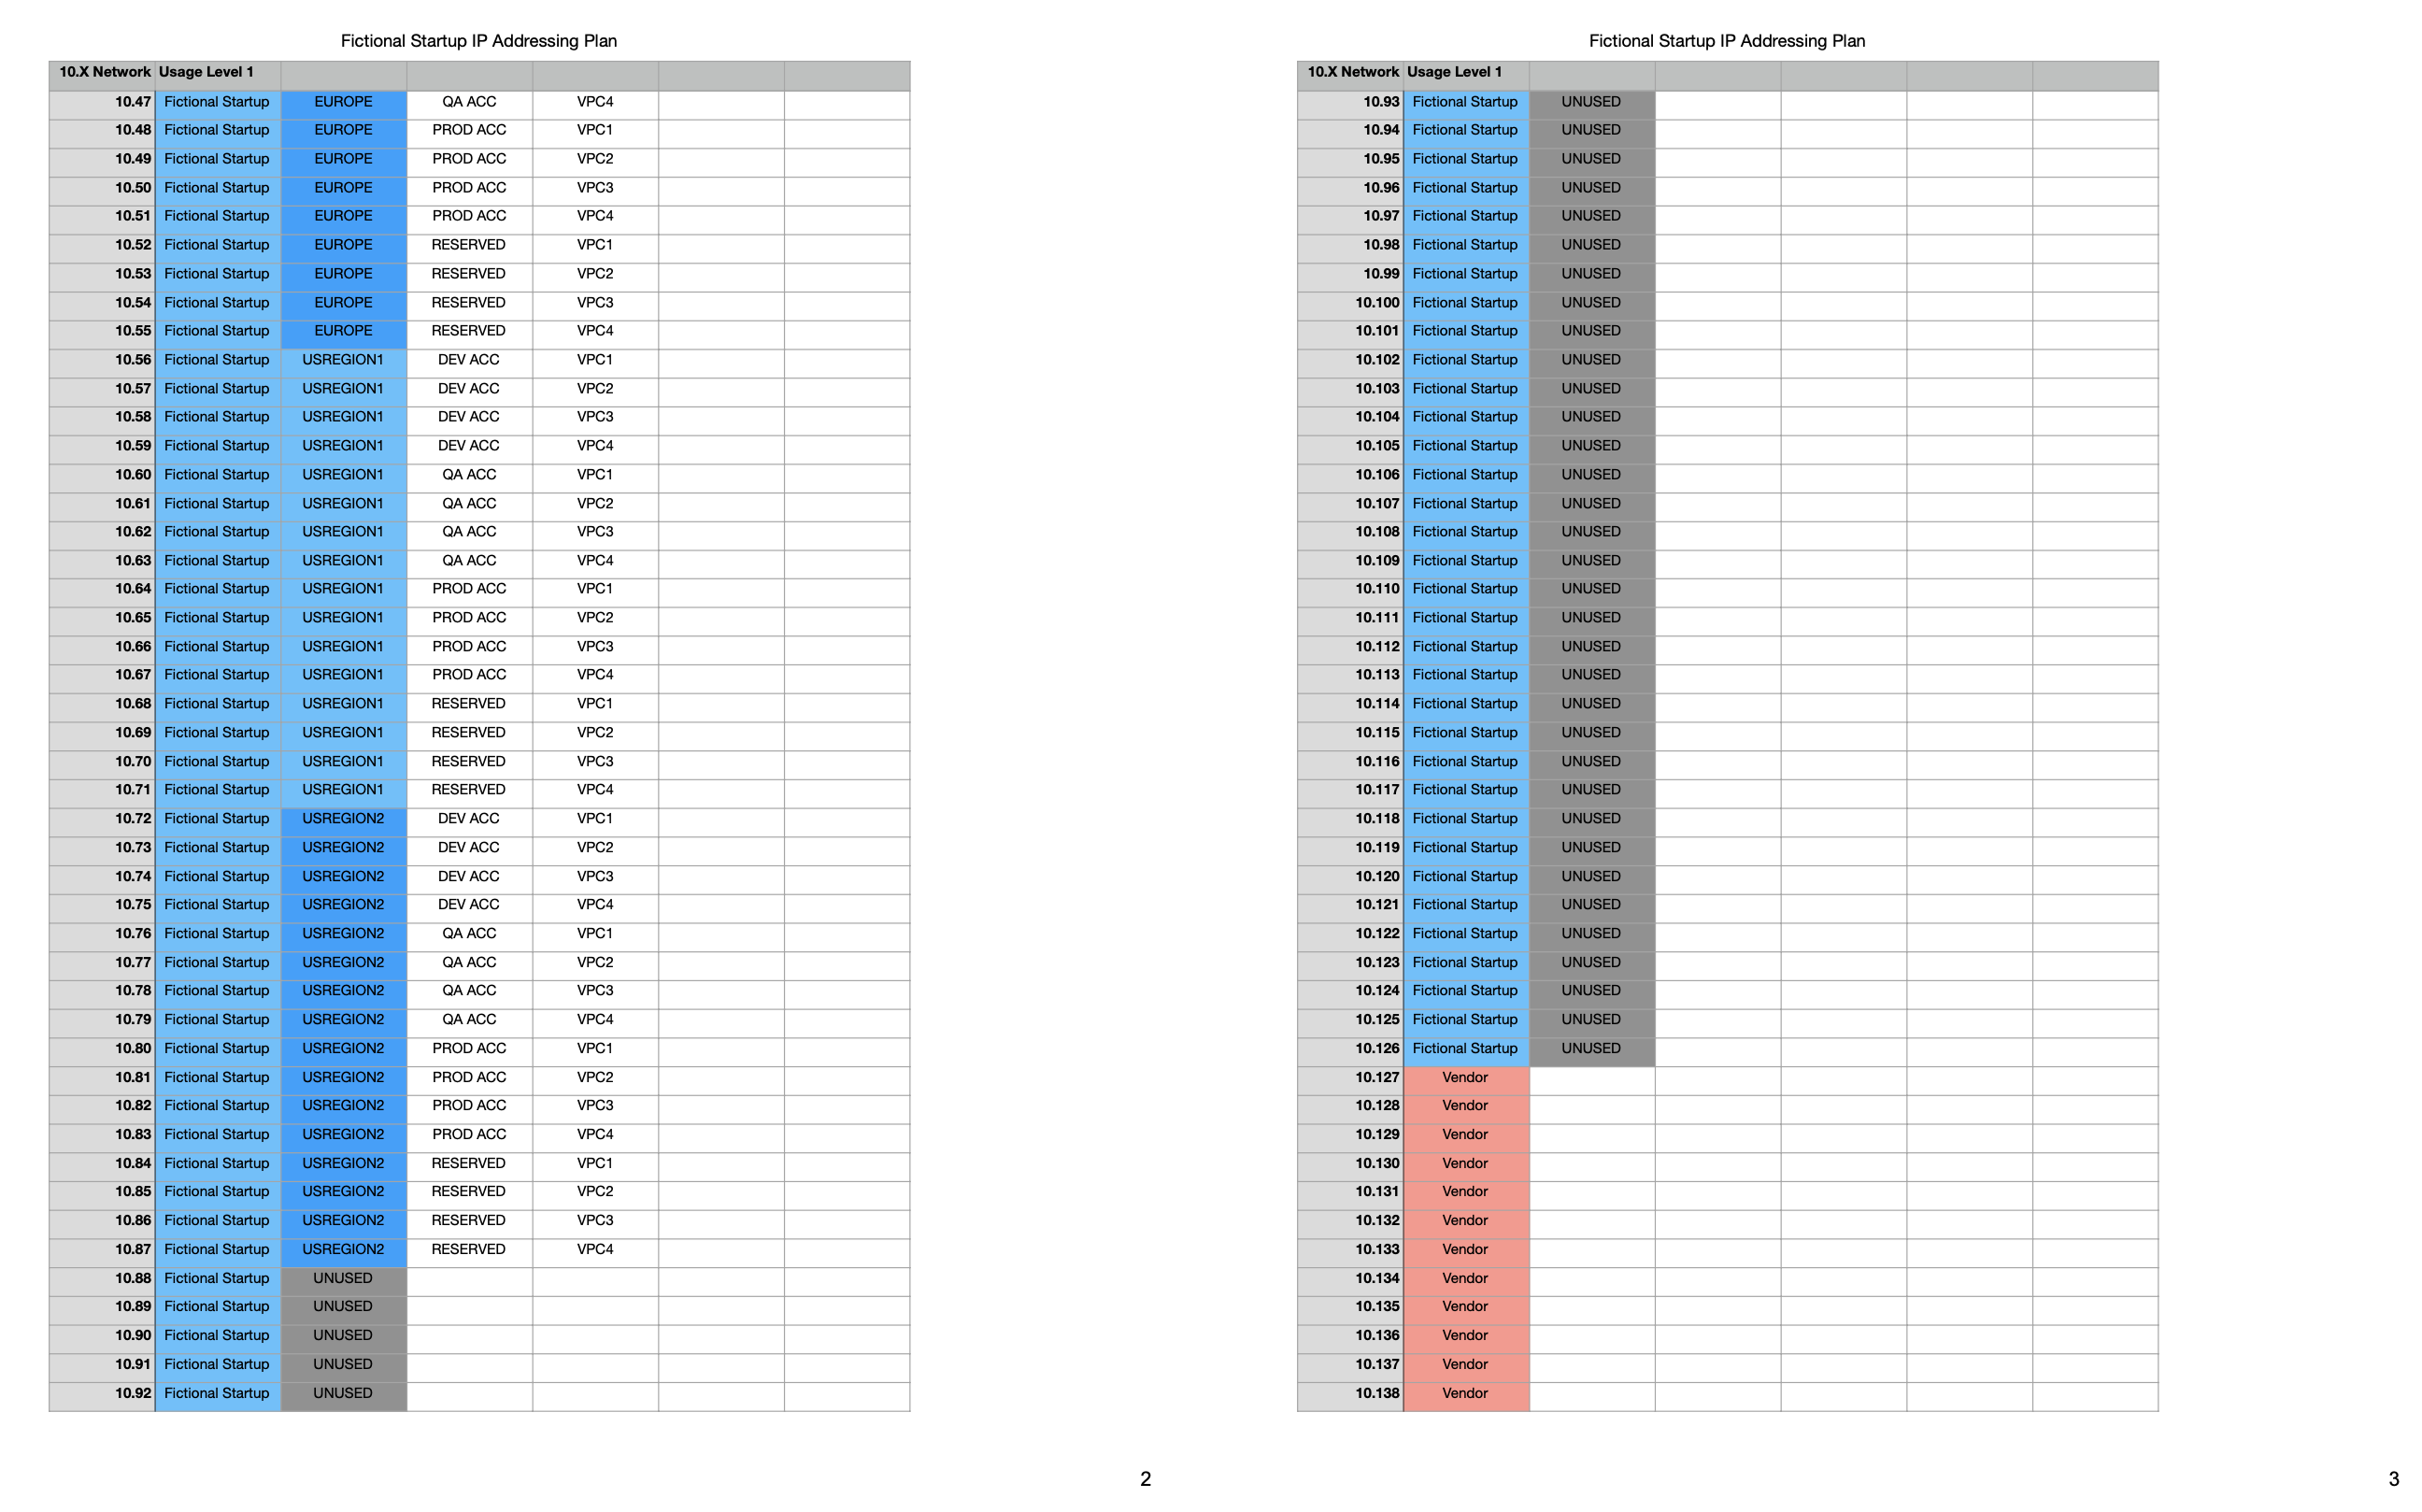 Fictional Startup IP Addressing Plan
10.X Network Usage Level 1
10.47 Fictional Startup EUROPE QA ACC VPC4
10.48 Fictional Startup EUROPE PROD ACC VPC1
10.49 Fictional Startup EUROPE PROD ACC VPC2
10.50 Fictional Startup EUROPE PROD ACC VPC3
10.51 Fictional Startup EUROPE PROD ACC VPC4
10.52 Fictional Startup EUROPE RESERVED VPC1
10.53 Fictional Startup EUROPE RESERVED VPC2
10.54 Fictional Startup EUROPE RESERVED VPC3
10.55 Fictional Startup EUROPE RESERVED VPC4
10.56 Fictional Startup USREGION1 DEV ACC VPC1
10.57 Fictional Startup USREGION1 DEV ACC VPC2
10.58 Fictional Startup USREGION1 DEV ACC VPC3
10.59 Fictional Startup USREGION1 DEV ACC VPC4
10.60 Fictional Startup USREGION1 QA ACC VPC1
10.61 Fictional Startup USREGION1 QA ACC VPC2
10.62 Fictional Startup USREGION1 QA ACC VPC3
10.63 Fictional Startup USREGION1 QA ACC VPC4
10.64 Fictional Startup USREGION1 PROD ACC VPC1
10.65 Fictional Startup USREGION1 PROD ACC VPC2
10.66 Fictional Startup USREGION1 PROD ACC VPC3
10.67 Fictional Startup USREGION1 PROD ACC VPC4
10.68 Fictional Startup USREGION1 RESERVED VPC1
10.69 Fictional Startup USREGION1 RESERVED VPC2
10.70 Fictional Startup USREGION1 RESERVED VPC3
10.71 Fictional Startup USREGION1 RESERVED VPC4
10.72 Fictional Startup USREGION2 DEV ACC VPC1
10.73 Fictional Startup USREGION2 DEV ACC VPC2
10.74 Fictional Startup USREGION2 DEV ACC VPC3
10.75 Fictional Startup USREGION2 DEV ACC VPC4
10.76 Fictional Startup USREGION2 QA ACC VPC1
10.77 Fictional Startup USREGION2 QA ACC VPC2
10.78 Fictional Startup USREGION2 QA ACC VPC3
10.79 Fictional Startup USREGION2 QA ACC VPC4
10.80 Fictional Startup USREGION2 PROD ACC VPC1
10.81 Fictional Startup USREGION2 PROD ACC VPC2
10.82 Fictional Startup USREGION2 PROD ACC VPC3
10.83 Fictional Startup USREGION2 PROD ACC VPC4
10.84 Fictional Startup USREGION2 RESERVED VPC1
10.85 Fictional Startup USREGION2 RESERVED VPC2
10.86 Fictional Startup USREGION2 RESERVED VPC3
10.87 Fictional Startup USREGION2 RESERVED VPC4
10.88 Fictional Startup UNUSED
10.89 Fictional Startup UNUSED
10.90 Fictional Startup UNUSED
10.91 Fictional Startup UNUSED
10.92 Fictional Startup UNUSED
2
Fictional Startup IP Addressing Plan
10.X Network Usage Level 1
10.93 Fictional Startup UNUSED
10.94 Fictional Startup UNUSED
10.95 Fictional Startup UNUSED
10.96 Fictional Startup UNUSED
10.97 Fictional Startup UNUSED
10.98 Fictional Startup UNUSED
10.99 Fictional Startup UNUSED
10.100 Fictional Startup UNUSED
10.101 Fictional Startup UNUSED
10.102 Fictional Startup UNUSED
10.103 Fictional Startup UNUSED
10.104 Fictional Startup UNUSED
10.105 Fictional Startup UNUSED
10.106 Fictional Startup UNUSED
10.107 Fictional Startup UNUSED
10.108 Fictional Startup UNUSED
10.109 Fictional Startup UNUSED
10.110 Fictional Startup UNUSED
10.111 Fictional Startup UNUSED
10.112 Fictional Startup UNUSED
10.113 Fictional Startup UNUSED
10.114 Fictional Startup UNUSED
10.115 Fictional Startup UNUSED
10.116 Fictional Startup UNUSED
10.117 Fictional Startup UNUSED
10.118 Fictional Startup UNUSED
10.119 Fictional Startup UNUSED
10.120 Fictional Startup UNUSED
10.121 Fictional Startup UNUSED
10.122 Fictional Startup UNUSED
10.123 Fictional Startup UNUSED
10.124 Fictional Startup UNUSED
10.125 Fictional Startup UNUSED
10.126 Fictional Startup UNUSED
10.127 Vendor
10.128 Vendor
10.129 Vendor
10.130 Vendor
10.131 Vendor
10.132 Vendor
10.133 Vendor
10.134 Vendor
10.135 Vendor
10.136 Vendor
10.137 Vendor
10.138 Vendor
3